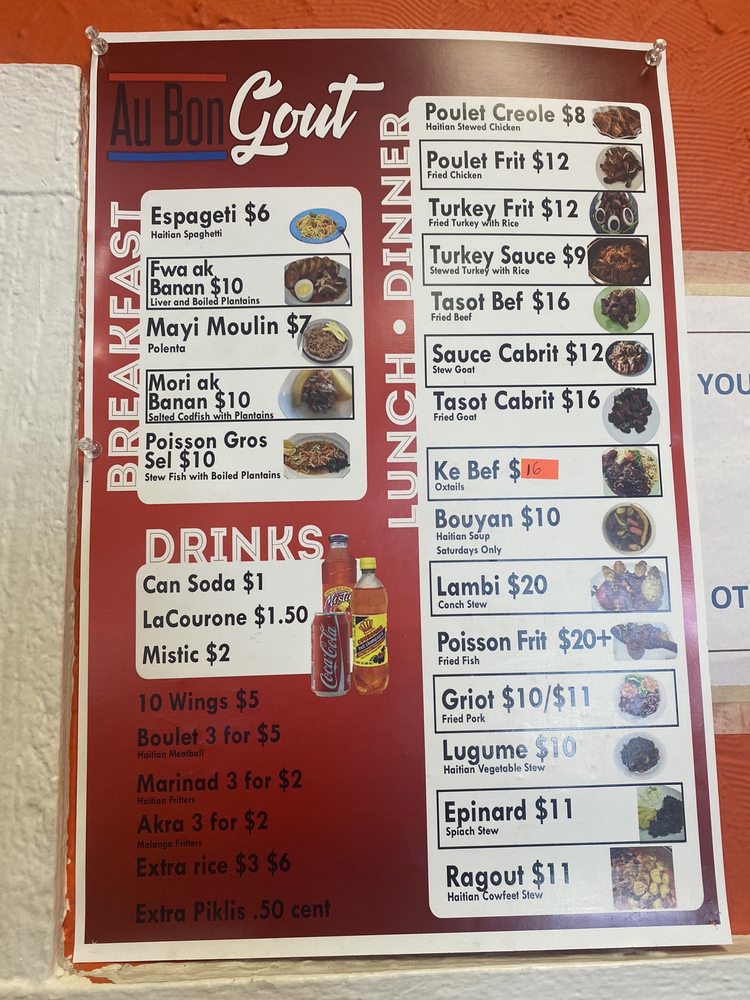 Au Bon Gout
BREAKFAST
Espageti $6
Haitian Spaghetti
Fwa ak
Banan $10
Liver and Boiled Plantains
Mayi Moulin $7
Polenta
Mori ak
Banan $10
Salted Codfish with Plantains
Poisson Gros
Sel $10
Stew Fish with Boiled Plantains
DRINKS
Can Soda $1
LaCourone $1.50
Mistic $2
Mistic
Coca-Cola
10 Wings $5
Boulet 3 for $5
Haitian Meatball
Marinad 3 for $2
Haitian Fritters
Akra 3 for $2
Malanga Fritters
Extra rice $3 $6
Extra Piklis .50 cent
LUNCH • DINNER
Poulet Creole $8
Haitian Stewed Chicken
Poulet Frit $12
Fried Chicken
Turkey Frit $12
Fried Turkey with Rice
Turkey Sauce $9
Stewed Turkey with Rice
Tasot Bef $16
Fried Beef
Sauce Cabrit $12
Stew Goat
Tasot Cabrit $16
Fried Goat
Ke Bef $16
Oxtails
Bouyan $10
Haitian Soup
Saturdays Only
Lambi $20
Conch Stew
Poisson Frit $20+
Fried Fish
Griot $10/$11
Fried Pork
Lugume $10
Haitian Vegetable Stew
Epinard $11
Spiach Stew
Ragout $11
Haitian Cowfeet Stew
YOU
OT